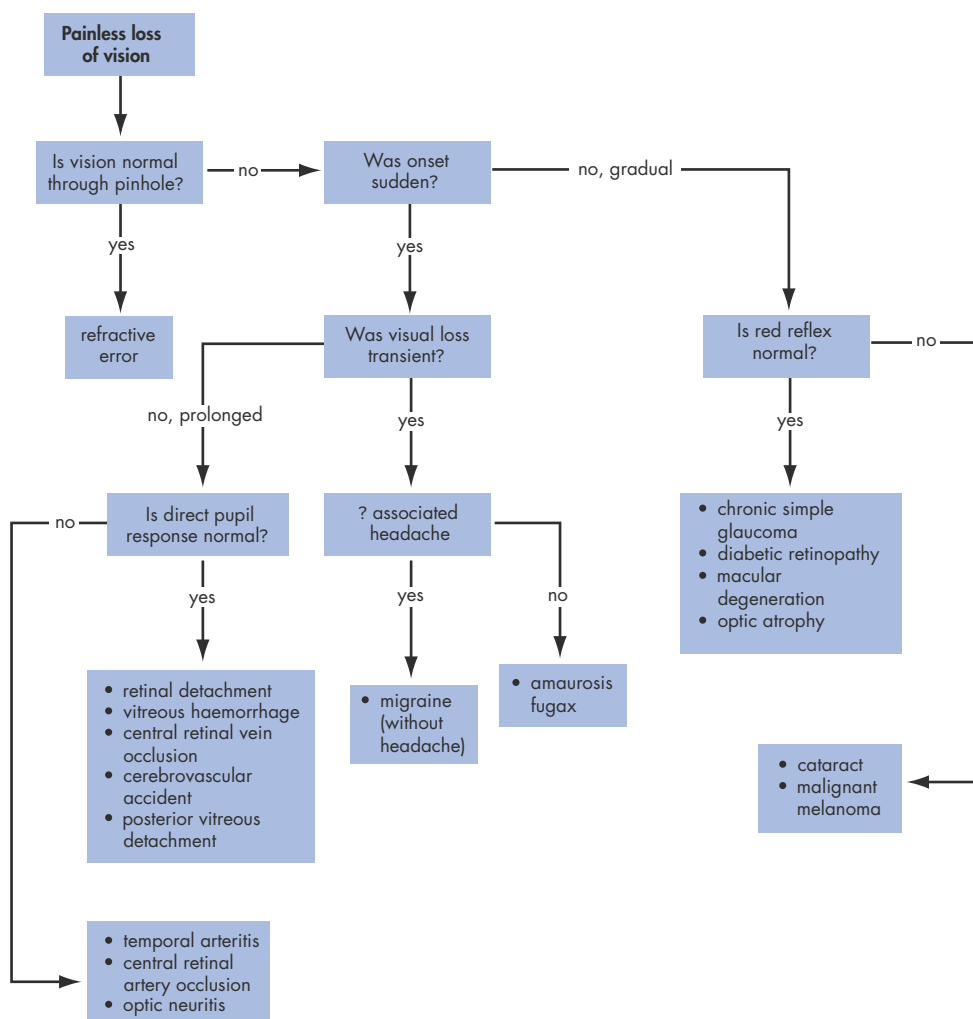 Painless loss
of vision
Is vision normal
through pinhole?
no
Was onset
sudden?
no, gradual
yes
yes
refractive
error
Was visual loss
transient?
Is red reflex
normal?
no
no, prolonged
yes
yes
no
Is direct pupil
response normal?
? associated
headache
• chronic simple
glaucoma
• diabetic retinopathy
• macular
degeneration
• optic atrophy
yes
yes
no
• retinal detachment
• vitreous haemorrhage
• central retinal vein
occlusion
• cerebrovascular
accident
• posterior vitreous
detachment
• migraine
(without
headache)
• amaurosis
fugax
• cataract
• malignant
melanoma
• temporal arteritis
• central retinal
artery occlusion
• optic neuritis